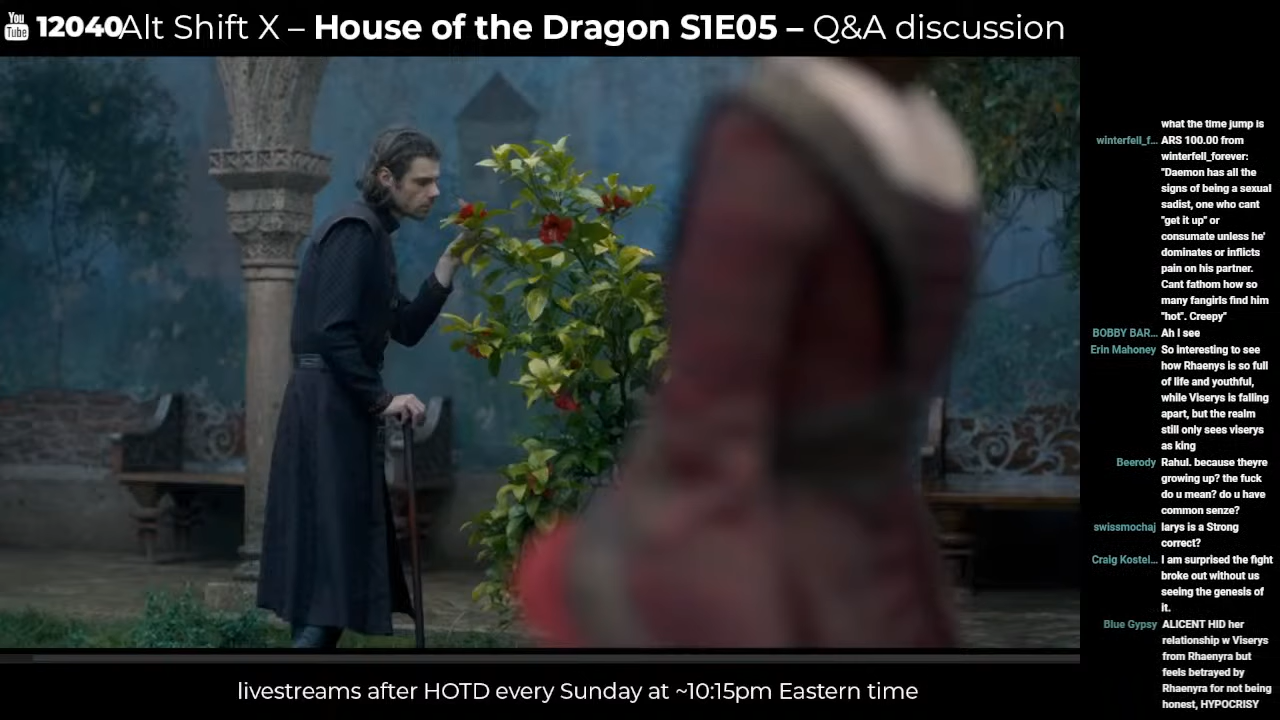 You Tube 12040 Alt Shift X – House of the Dragon S1E05 – Q&A discussion
what the time jump is
winterfell_f... ARS 100.00 from
winterfell_forever:
"Daemon has all the
signs of being a sexual
sadist, one who cant
"get it up" or
consumate unless he'
dominates or inflicts
pain on his partner.
Cant fathom how so
many fangirls find him
"hot". Creepy"
BOBBY BAR... Ah I see
Erin Mahoney So interesting to see
how Rhaenys is so full
of life and youthful,
while Viserys is falling
apart, but the realm
still only sees viserys
as king
Beerody Rahul. because theyre
growing up? the fuck
do u mean? do u have
common senze?
swissmochaj larys is a Strong
correct?
Craig Kostel... I am surprised the fight
broke out without us
seeing the genesis of
it.
Blue Gypsy ALICENT HID her
relationship w Viserys
from Rhaenyra but
feels betrayed by
Rhaenyra for not being
honest, HYPOCRISY
livestreams after HOTD every Sunday at ~10:15pm Eastern time